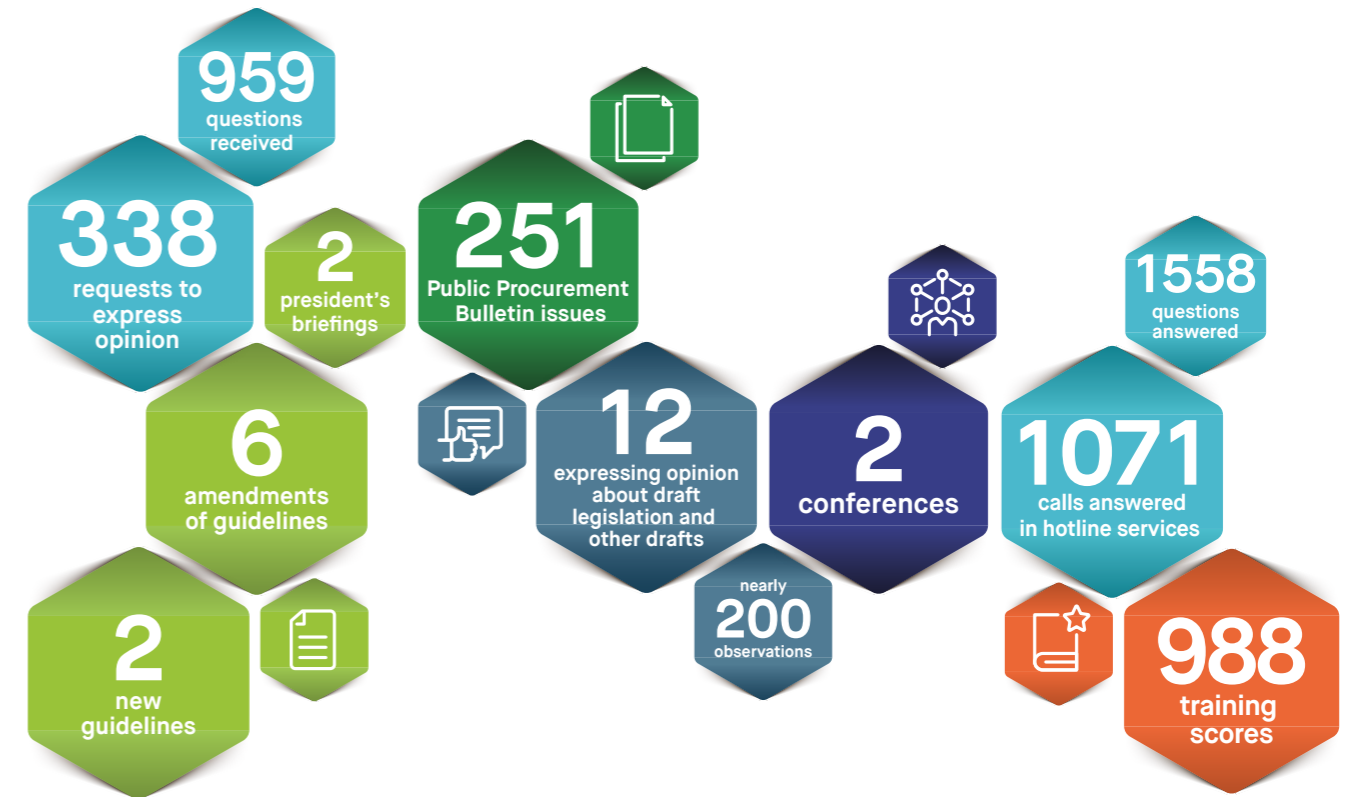 959
questions
received
338
requests to
express
opinion
2
president's
briefings
251
Public Procurement
Bulletin issues
6
amendments
of guidelines
2
new
guidelines
12
expressing opinion
about draft
legislation and
other drafts
nearly
200
observations
2
conferences
1558
questions
answered
1071
calls answered
in hotline services
988
training
scores